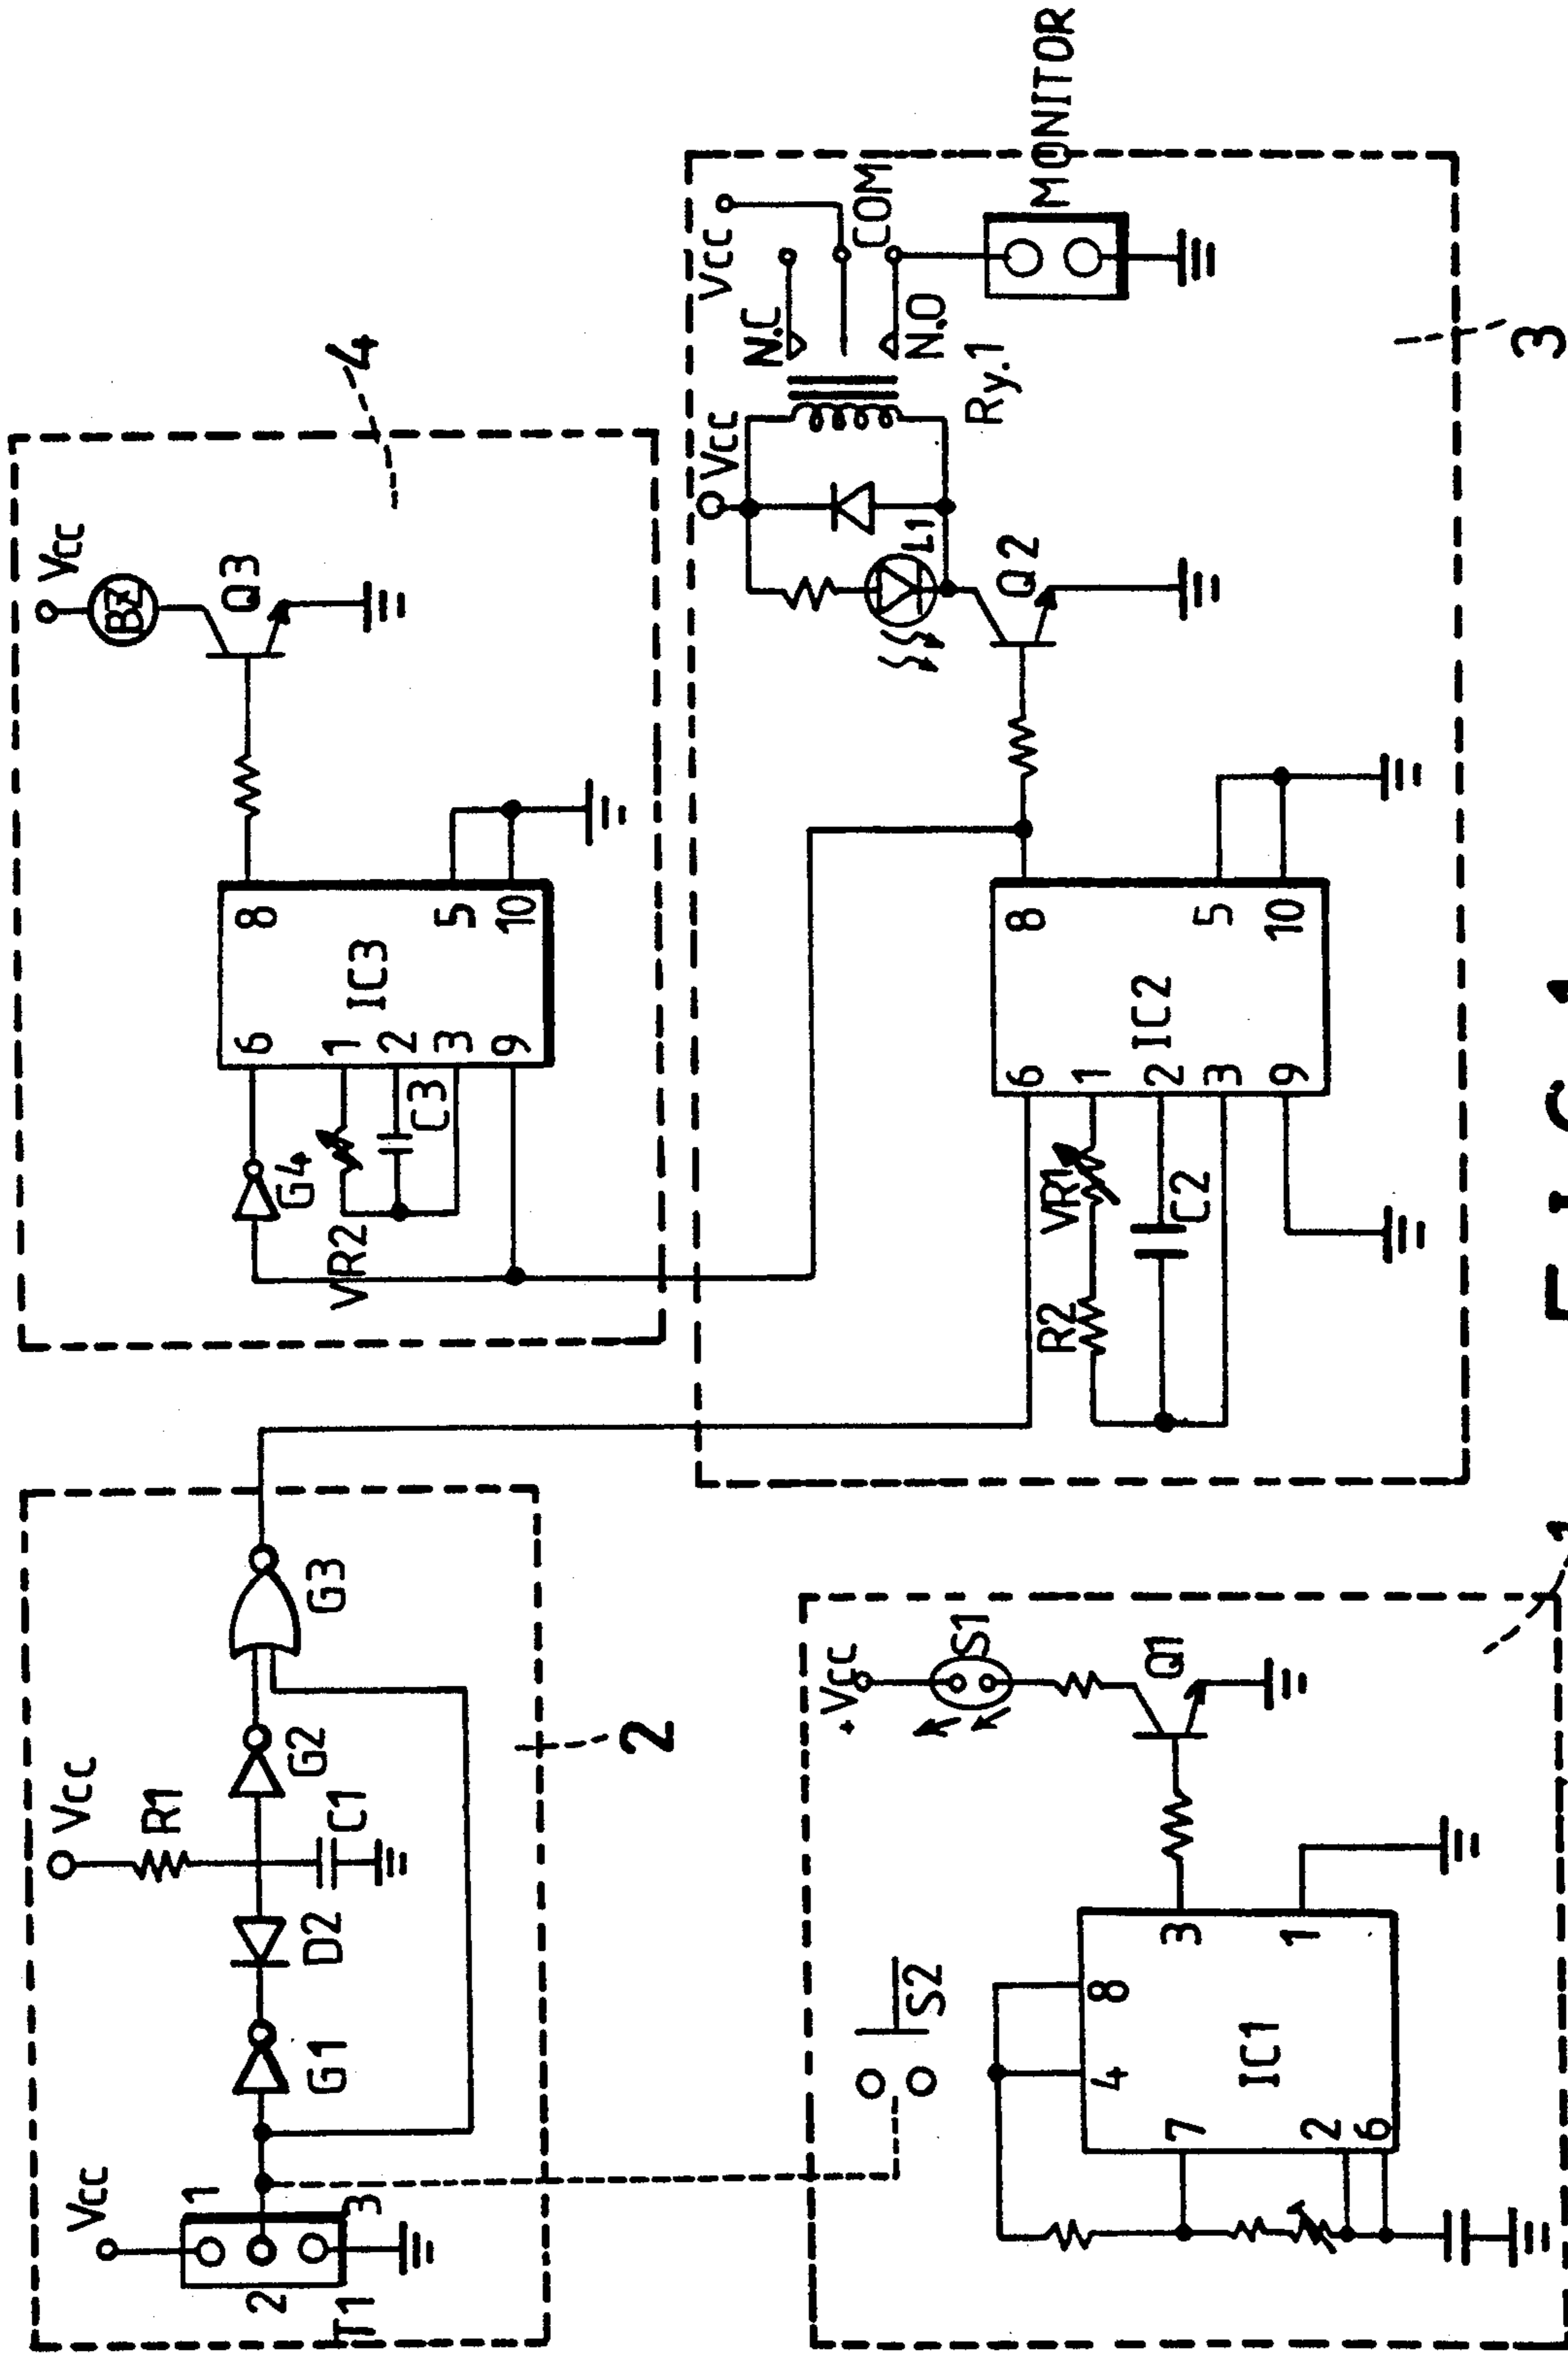 Vcc
1
2
3
T1
G1
D2
Vcc
R1
C1
G2
G3
2
Vcc
BZ
Q3
4
G4
VR2
C3
6
1
2
3
9
IC3
8
5
10
Vcc
L1
Q2
Ry.1
N.C
N.O
Vcc
COM
MONITOR
R2
VR1
C2
6
1
2
3
9
IC2
8
5
10
3
S2
+Vcc
S1
Q1
7
2
6
4
8
IC1
3
1
1